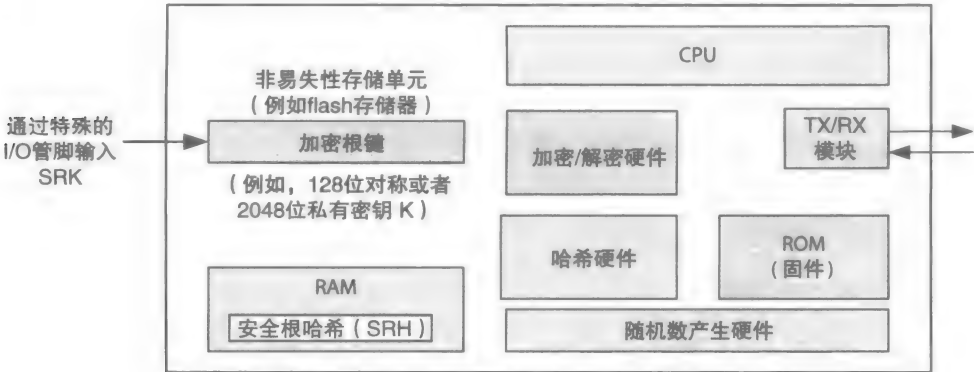 通过特殊的
I/O管脚输入
SRK
非易失性存储单元
（例如flash存储器）
加密根键
（例如，128位对称或者
2048位私有密钥 K）
RAM
安全根哈希（SRH）
CPU
加密/解密硬件
TX/RX
模块
哈希硬件
ROM
（固件）
随机数产生硬件